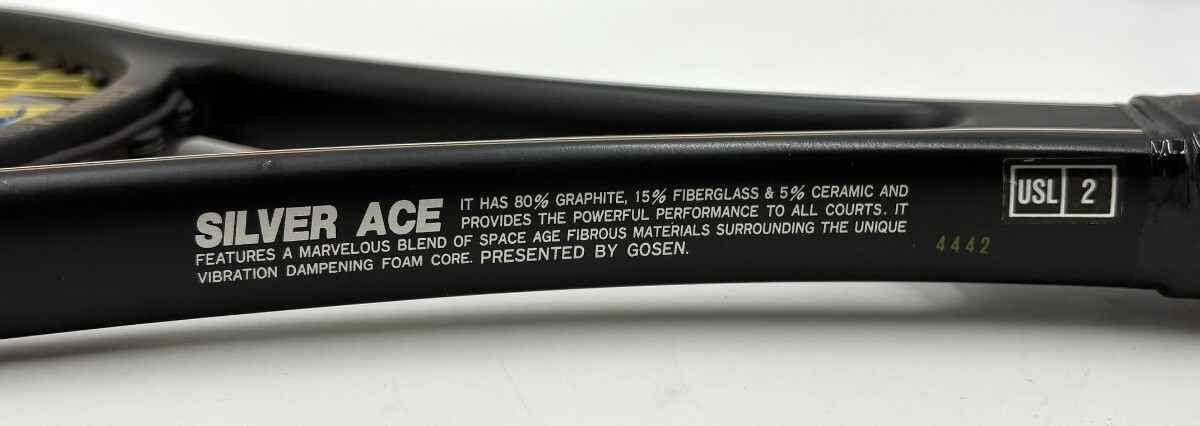 SILVER ACE IT HAS 80% GRAPHITE, 15% FIBERGLASS & 5% CERAMIC AND
PROVIDES THE POWERFUL PERFORMANCE TO ALL COURTS. IT
FEATURES A MARVELOUS BLEND OF SPACE AGE FIBROUS MATERIALS SURROUNDING THE UNIQUE
VIBRATION DAMPENING FOAM CORE. PRESENTED BY GOSEN.
USL 2
4442